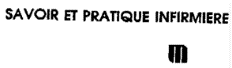 SAVOIR ET PRATIQUE INFIRMIERE